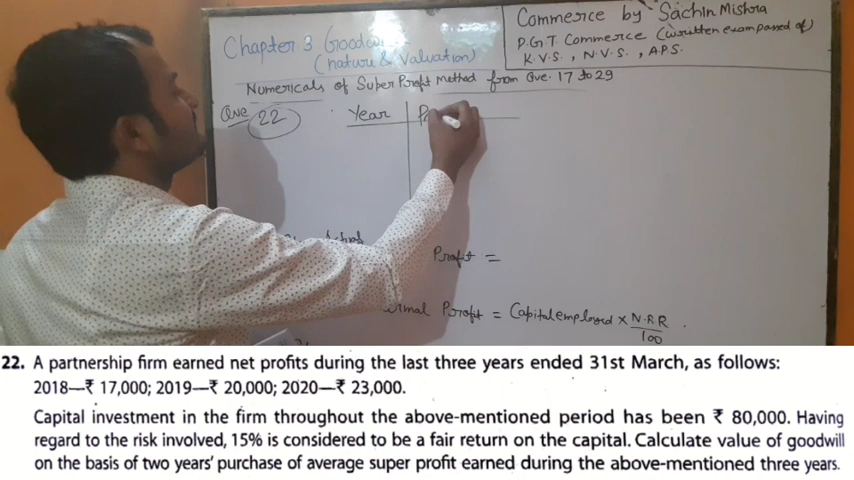 Commerce by Sachin Mishra
P.G.T. Commerce (written exam passed of)
K.V.S., N.V.S., A.P.S.
Chapter 3
(nature & Valuation)
Numericals of Super Profit Method from Que. 17 to 29
Que 22
Year
Profit =
Profit = Capital employed × N.R.R
100
22. A partnership firm earned net profits during the last three years ended 31st March, as follows:
2018—₹ 17,000; 2019—₹ 20,000; 2020—₹ 23,000.
Capital investment in the firm throughout the above-mentioned period has been ₹ 80,000. Having
regard to the risk involved, 15% is considered to be a fair return on the capital. Calculate value of goodwill
on the basis of two years' purchase of average super profit earned during the above-mentioned three years.